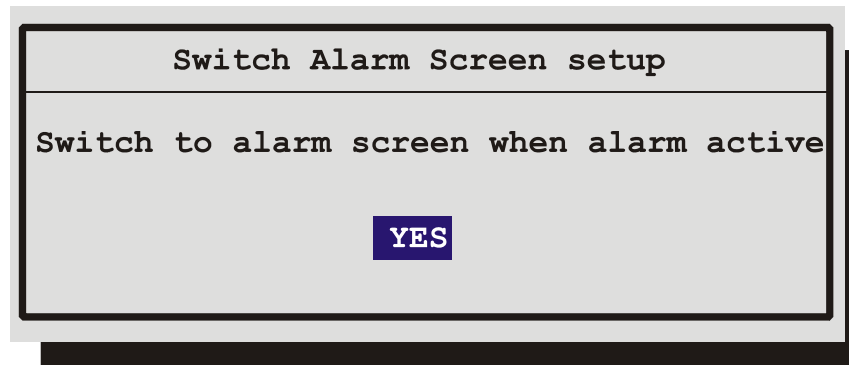 Switch Alarm Screen setup
Switch to alarm screen when alarm active
YES